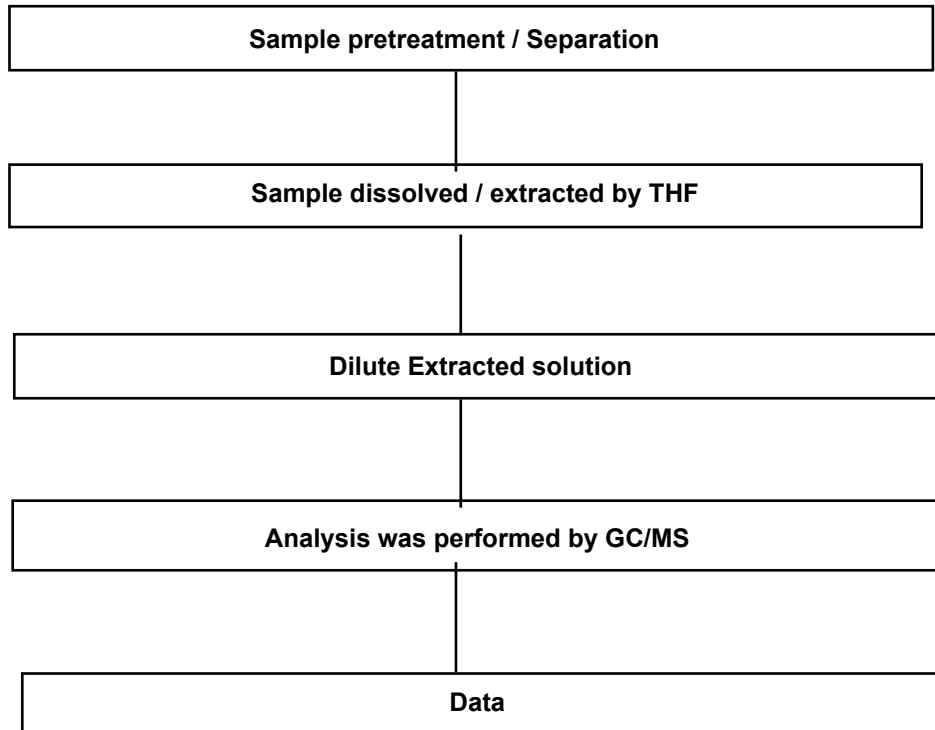 Sample pretreatment / Separation
Sample dissolved / extracted by THF
Dilute Extracted solution
Analysis was performed by GC/MS
Data